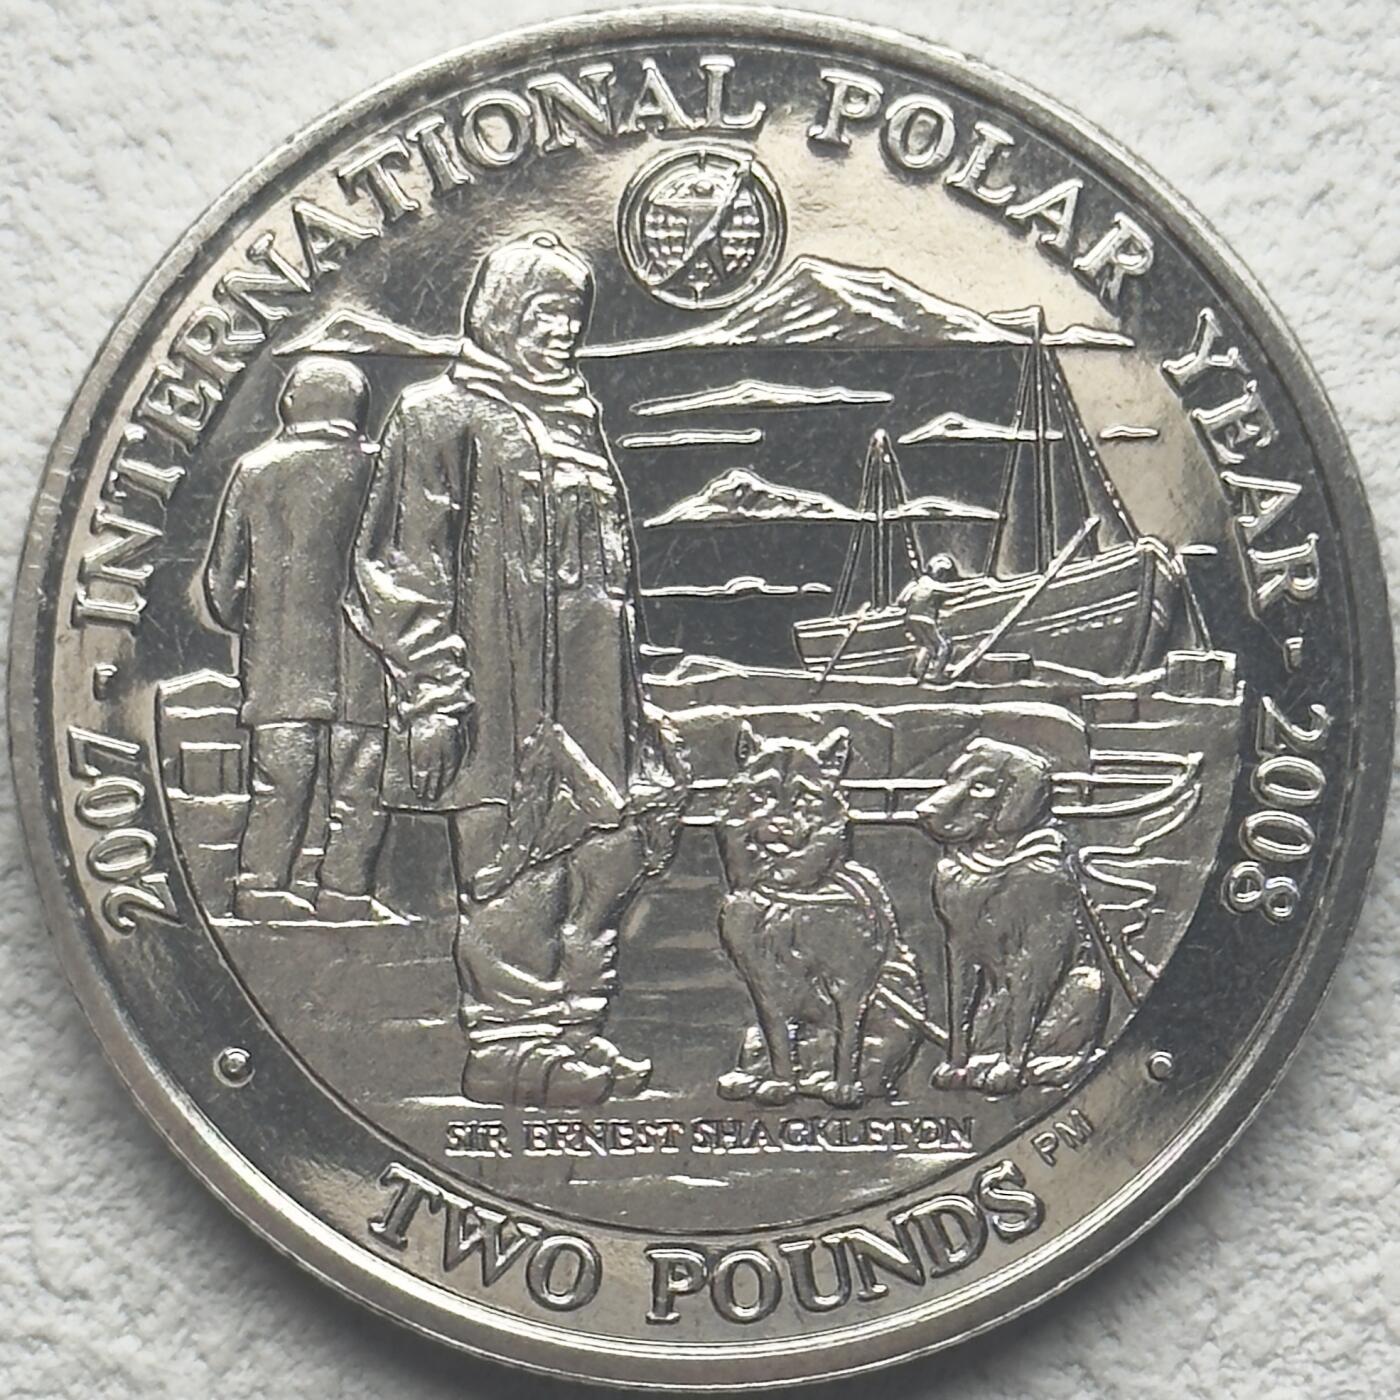 2007 - INTERNATIONAL POLAR YEAR - 2008
SIR ERNEST SHACKLETON
PM
TWO POUNDS